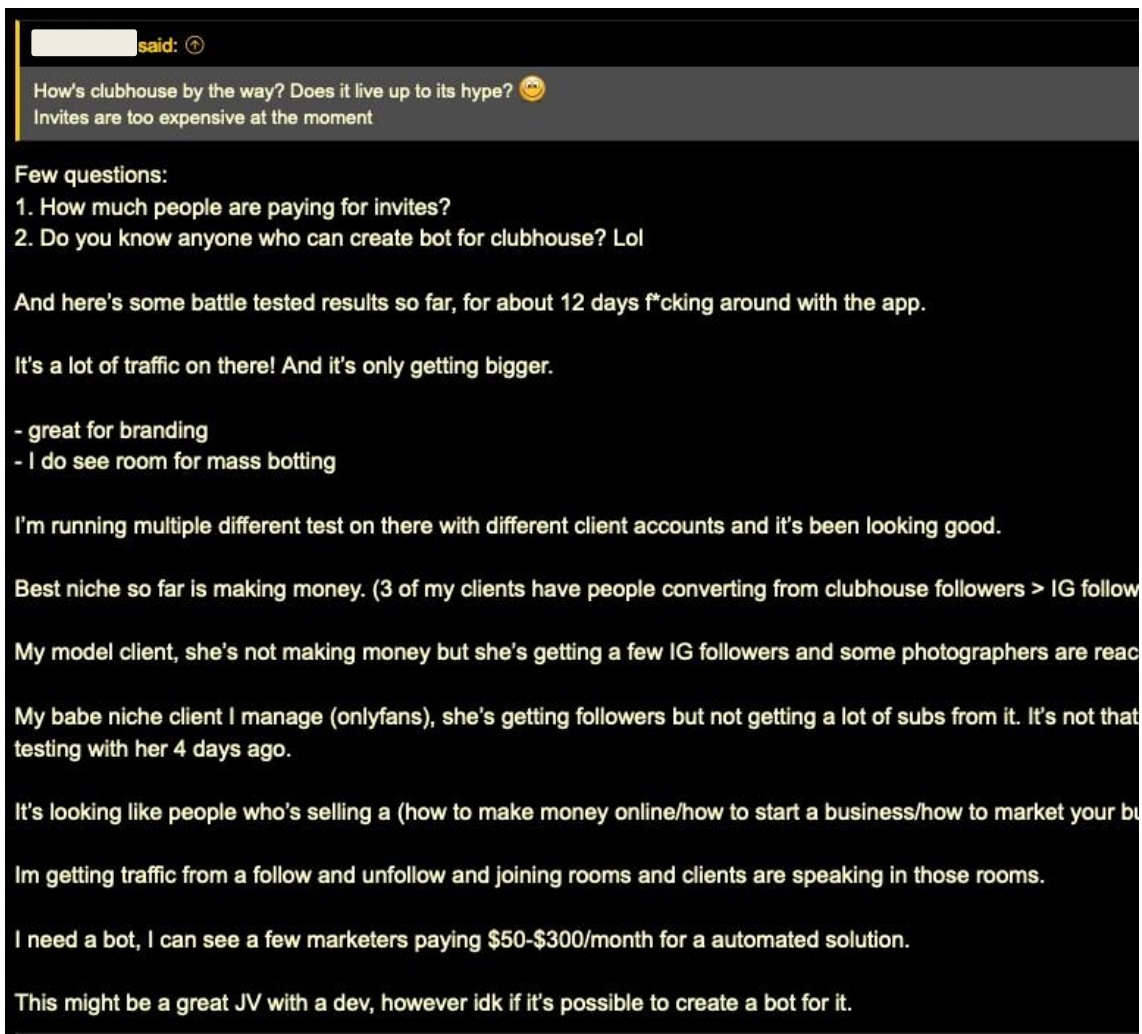 said:
How's clubhouse by the way? Does it live up to its hype?
Invites are too expensive at the moment
Few questions:
1. How much people are paying for invites?
2. Do you know anyone who can create bot for clubhouse? Lol
And here's some battle tested results so far, for about 12 days f*cking around with the app.
It's a lot of traffic on there! And it's only getting bigger.
- great for branding
- I do see room for mass botting
I'm running multiple different test on there with different client accounts and it's been looking good.
Best niche so far is making money. (3 of my clients have people converting from clubhouse followers > IG follow
My model client, she's not making money but she's getting a few IG followers and some photographers are reac
My babe niche client I manage (onlyfans), she's getting followers but not getting a lot of subs from it. It's not that
testing with her 4 days ago.
It's looking like people who's selling a (how to make money online/how to start a business/how to market your bu
Im getting traffic from a follow and unfollow and joining rooms and clients are speaking in those rooms.
I need a bot, I can see a few marketers paying $50-$300/month for a automated solution.
This might be a great JV with a dev, however idk if it's possible to create a bot for it.